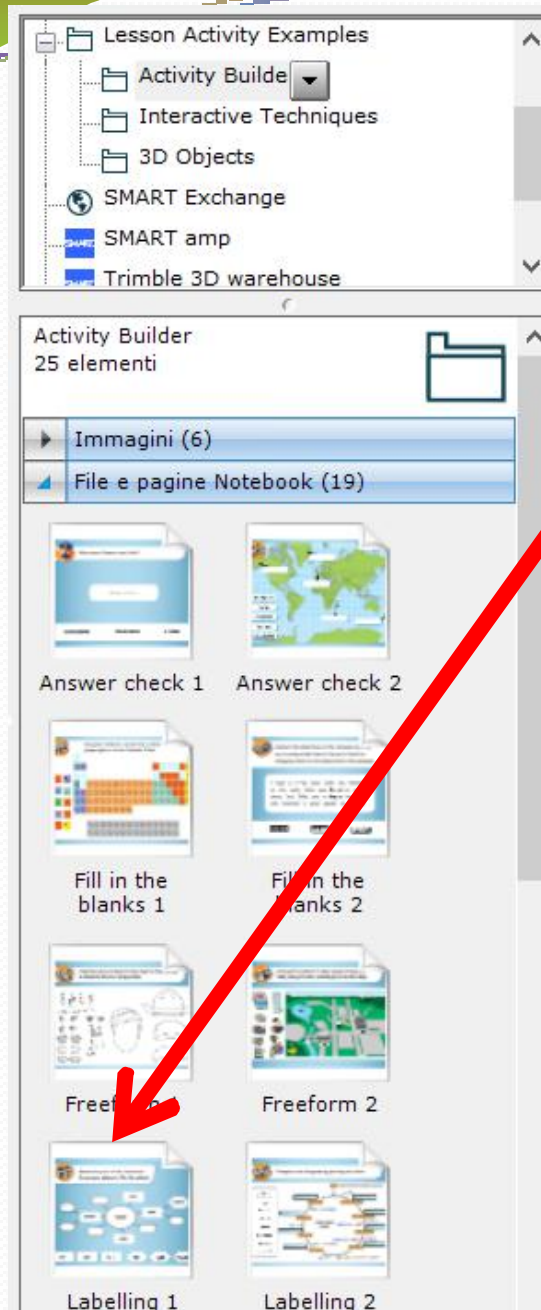 Lesson Activity Examples
Activity Builde
Interactive Techniques
3D Objects
SMART Exchange
SMART amp
Trimble 3D warehouse
Activity Builder
25 elementi
Immagini (6)
File e pagine Notebook (19)
Answer check 1
Answer check 2
Fill in the
blanks 1
Fill in the
blanks 2
Freeform 1
Freeform 2
Labelling 1
Labelling 2